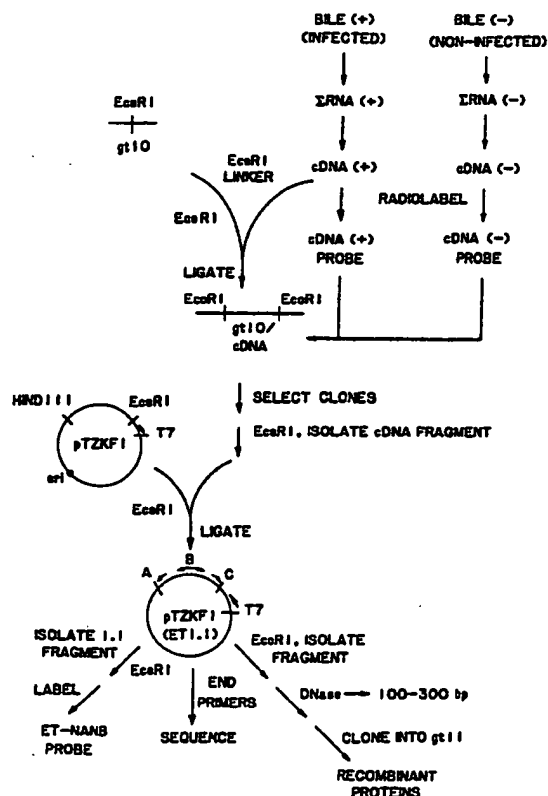 BILE (+)
(INFECTED)
BILE (-)
(NON-INFECTED)
ΣRNA (+)
ΣRNA (-)
EcoRI
gt10
EcoRI
LINKER
cDNA (+)
cDNA (-)
RADIOLABEL
EcoRI
cDNA (+)
PROBE
cDNA (-)
PROBE
LIGATE
EcoRI
EcoRI
gt10/
cDNA
SELECT CLONES
EcoRI, ISOLATE cDNA FRAGMENT
HINDIII
EcoRI
T7
pTZKF1
ori
EcoRI
LIGATE
A
B
C
T7
pTZKF1
(ET1.1)
ISOLATE 1.1
FRAGMENT
EcoRI
EcoRI, ISOLATE
FRAGMENT
LABEL
END
PRIMERS
DNase → 100-300 bp
ET-NANB
PROBE
SEQUENCE
CLONE INTO gt11
RECOMBINANT
PROTEINS